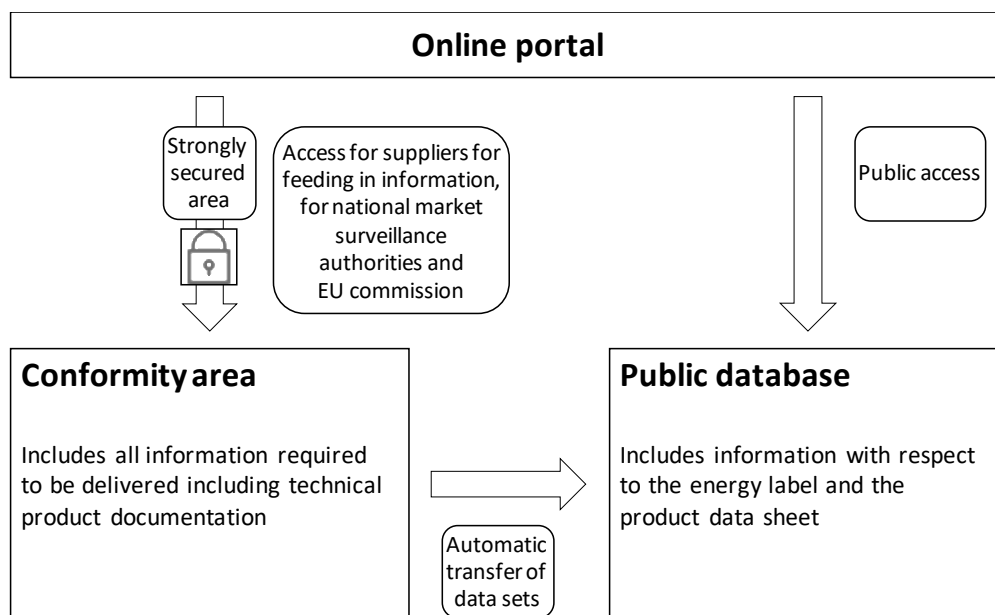 Online portal
Strongly
secured
area
Access for suppliers for
feeding in information,
for national market
surveillance
authorities and
EU commission
Public access
Conformity area
Includes all information required
to be delivered including technical
product documentation
Automatic
transfer of
data sets
Public database
Includes information with respect
to the energy label and the
product data sheet